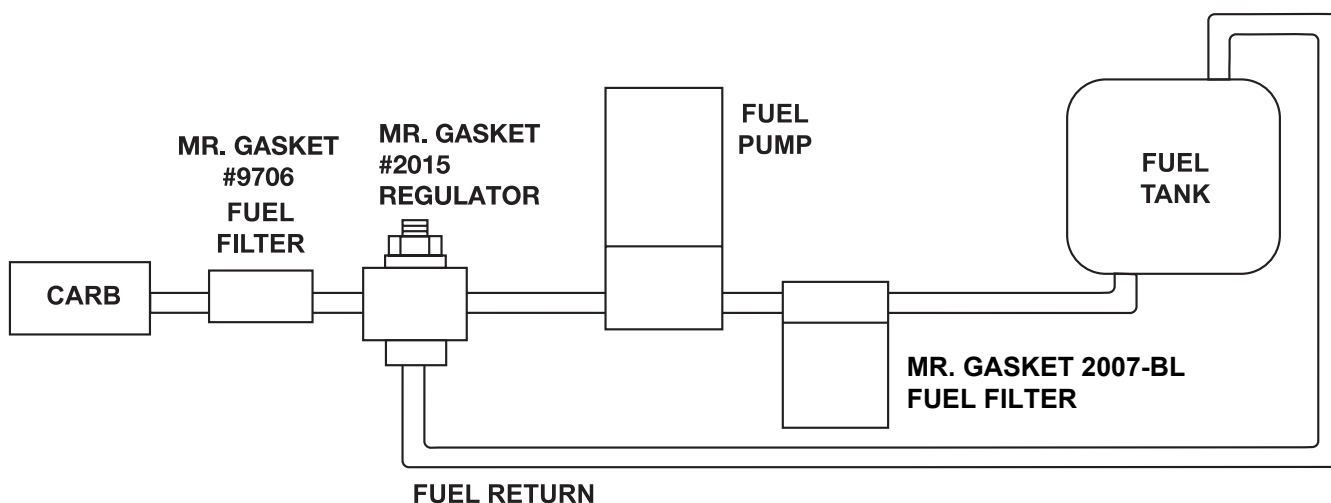 MR. GASKET
#9706
FUEL
FILTER
MR. GASKET
#2015
REGULATOR
FUEL
PUMP
FUEL
TANK
CARB
MR. GASKET 2007-BL
FUEL FILTER
FUEL RETURN